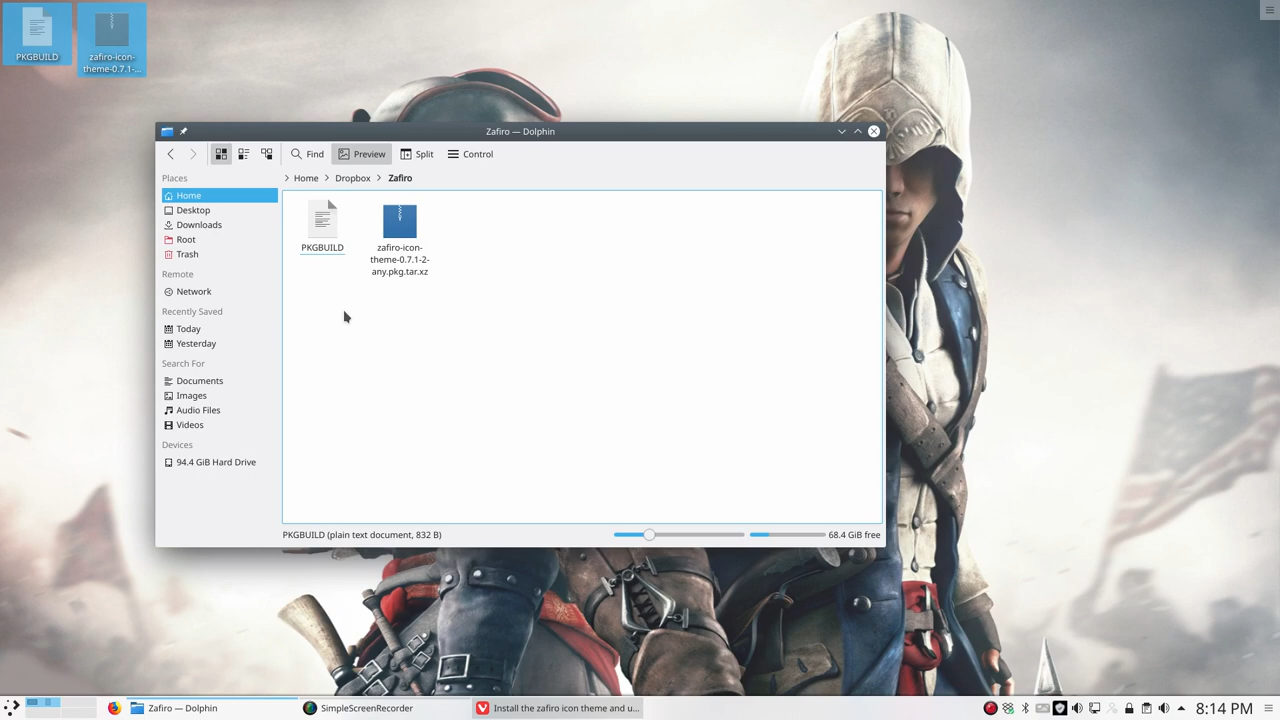 PKGBUILD
zafiro-icon-
theme-0.7.1-...
Zafiro — Dolphin
Find
Preview
Split
Control
Places
Home
Desktop
Downloads
Root
Trash
Remote
Network
Recently Saved
Today
Yesterday
Search For
Documents
Images
Audio Files
Videos
Devices
94.4 GiB Hard Drive
Home
Dropbox
Zafiro
PKGBUILD
zafiro-icon-
theme-0.7.1-2-
any.pkg.tar.xz
PKGBUILD (plain text document, 832 B)
68.4 GiB free
Zafiro — Dolphin
SimpleScreenRecorder
Install the zafiro icon theme and u...
8:14 PM